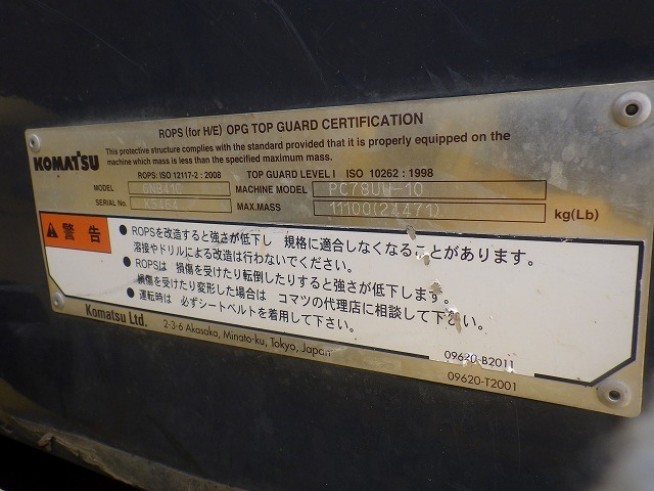 ROPS (for H/E) OPG TOP GUARD CERTIFICATION
KOMATSU
This protective structure complies with the standard provided that it is properly equipped on the
machine which mass is less than the specified maximum mass.
ROPS: ISO 12117-2 : 2008 TOP GUARD LEVEL I ISO 10262 : 1998
MODEL MACHINE MODEL PC78UU-10
SERIAL No. MAX.MASS 11100(24471) kg(Lb)
警告
● ROPSを改造すると強さが低下し 規格に適合しなくなることがあります。
溶接やドリルによる改造は行わないでください。
● ROPSは 損傷を受けたり転倒したりすると強さが低下します。
損傷を受けたり変形した場合は コマツの代理店に相談して下さい。
● 運転時は 必ずシートベルトを着用して下さい。
Komatsu Ltd. 2-3-6 Akasaka, Minato-ku, Tokyo, Japan
09620-B2011
09620-T2001